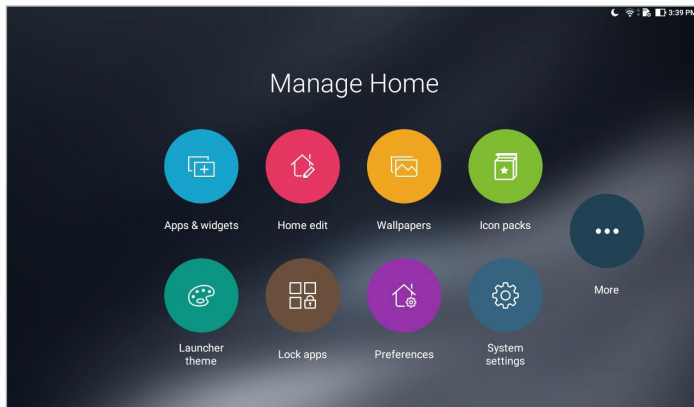 3:39 PM
Manage Home
Apps & widgets
Home edit
Wallpapers
Icon packs
More
Launcher
theme
Lock apps
Preferences
System
settings